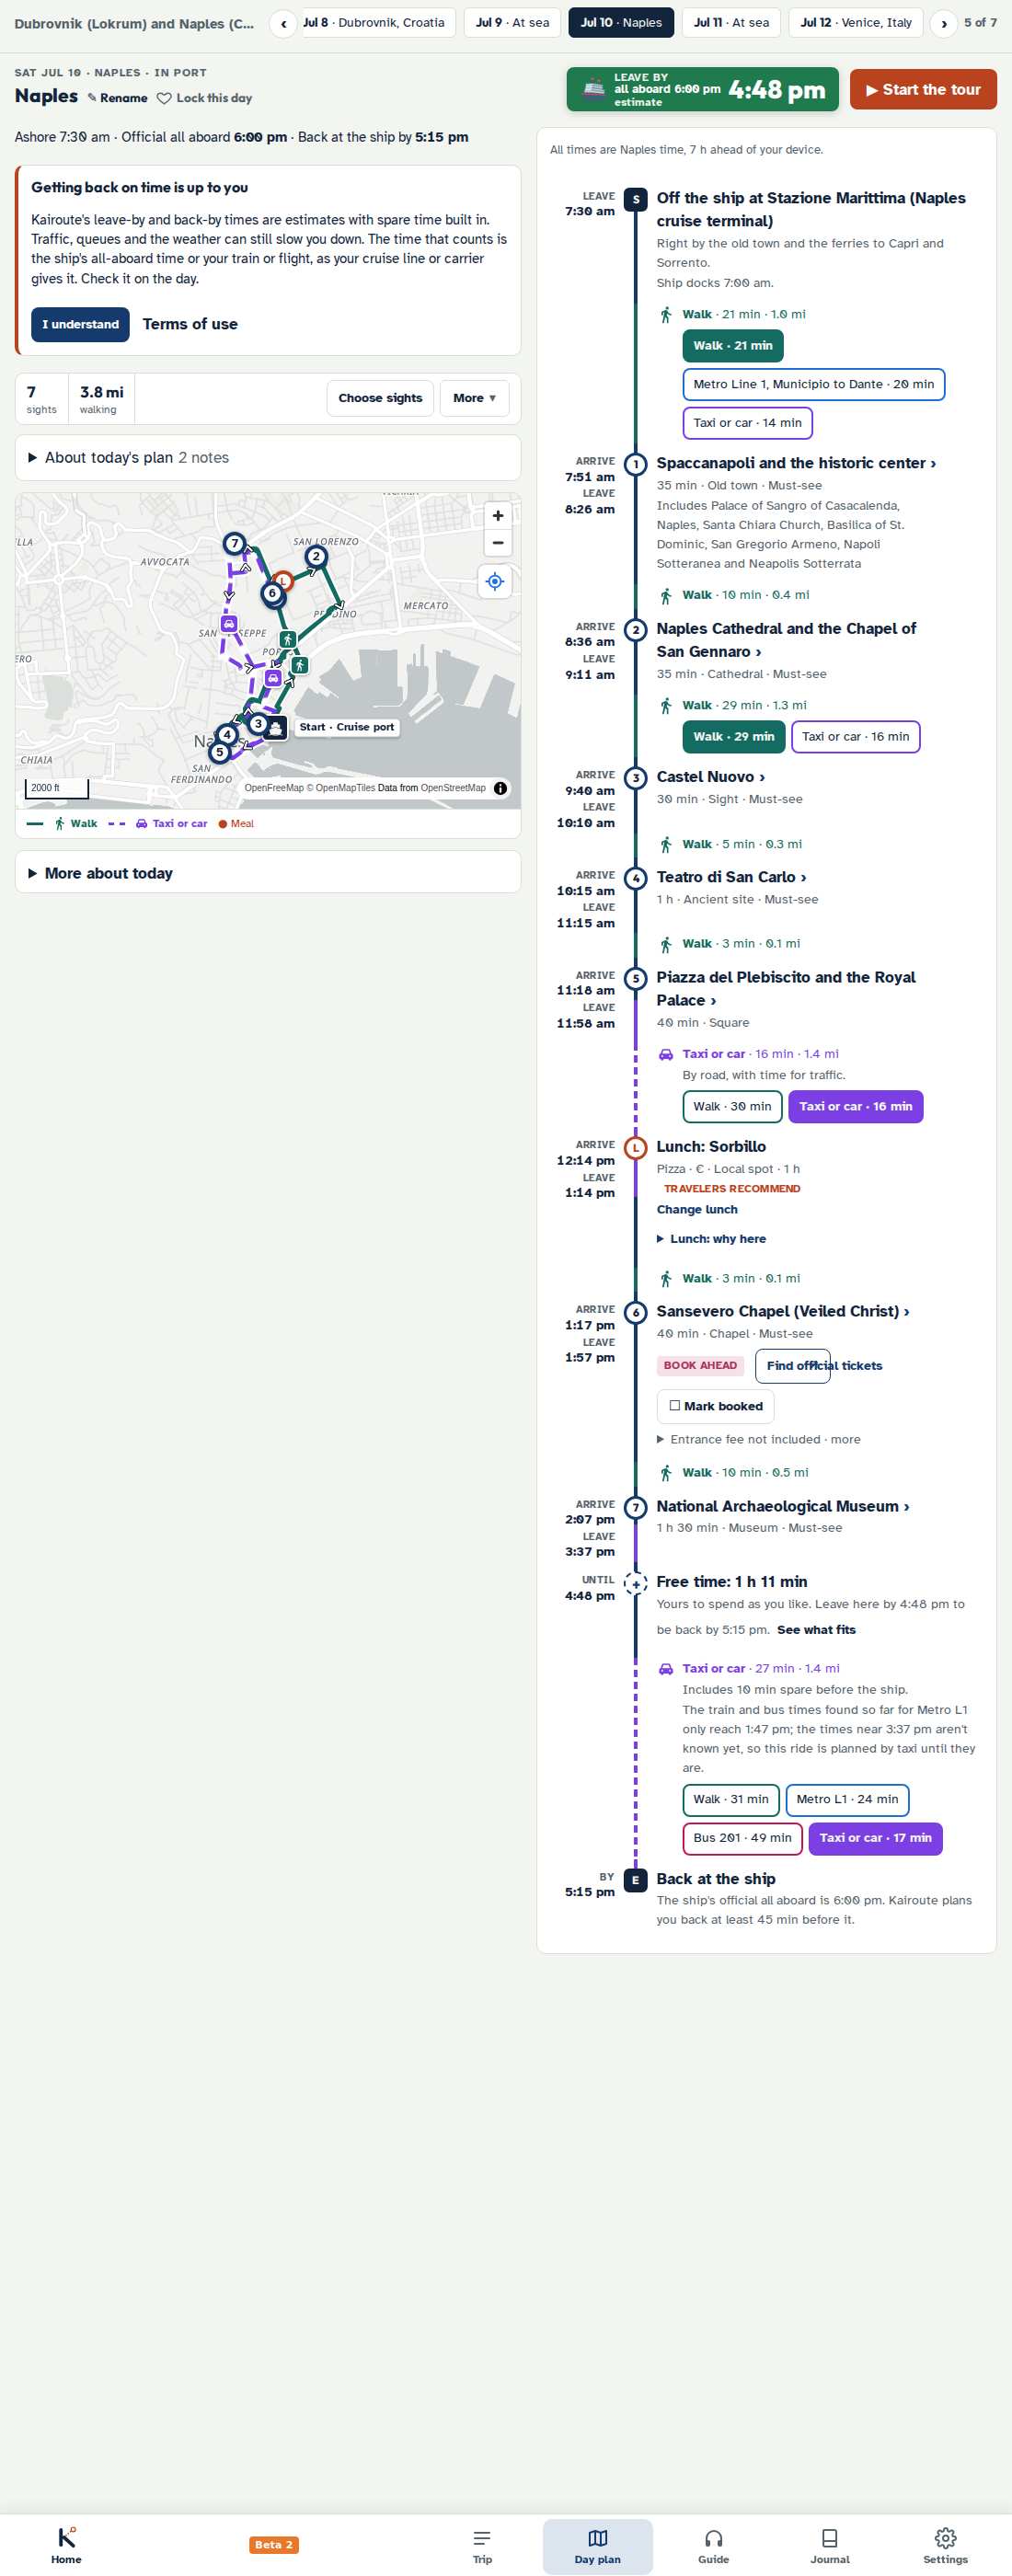 Dubrovnik (Lokrum) and Naples (C...
‹
Jul 8 · Dubrovnik, Croatia
Jul 9 · At sea
Jul 10 · Naples
Jul 11 · At sea
Jul 12 · Venice, Italy
›
5 of 7
SAT JUL 10 · NAPLES · IN PORT
Naples ✎ Rename Lock this day
LEAVE BY
all aboard 6:00 pm
estimate
4:48 pm
▶ Start the tour
Ashore 7:30 am · Official all aboard 6:00 pm · Back at the ship by 5:15 pm
Getting back on time is up to you
Kairoute's leave-by and back-by times are estimates with spare time built in.
Traffic, queues and the weather can still slow you down. The time that counts is
the ship's all-aboard time or your train or flight, as your cruise line or carrier
gives it. Check it on the day.
I understand
Terms of use
7
sights
3.8 mi
walking
Choose sights
More ▾
▶ About today's plan 2 notes
AVVOCATA
SAN LORENZO
MERCATO
CHIAIA
SAN
FERDINANDO
7
2
L
6
3
4
5
Start · Cruise port
+
−
2000 ft
OpenFreeMap © OpenMapTiles Data from OpenStreetMap
Walk
Taxi or car
Meal
▶ More about today
All times are Naples time, 7 h ahead of your device.
LEAVE
7:30 am
S
Off the ship at Stazione Marittima (Naples
cruise terminal)
Right by the old town and the ferries to Capri and
Sorrento.
Ship docks 7:00 am.
Walk · 21 min · 1.0 mi
Walk · 21 min
Metro Line 1, Municipio to Dante · 20 min
Taxi or car · 14 min
ARRIVE
7:51 am
LEAVE
8:26 am
1
Spaccanapoli and the historic center ›
35 min · Old town · Must-see
Includes Palace of Sangro of Casacalenda,
Naples, Santa Chiara Church, Basilica of St.
Dominic, San Gregorio Armeno, Napoli
Sotteranea and Neapolis Sotterrata
Walk · 10 min · 0.4 mi
ARRIVE
8:36 am
LEAVE
9:11 am
2
Naples Cathedral and the Chapel of
San Gennaro ›
35 min · Cathedral · Must-see
Walk · 29 min · 1.3 mi
Walk · 29 min
Taxi or car · 16 min
ARRIVE
9:40 am
LEAVE
10:10 am
3
Castel Nuovo ›
30 min · Sight · Must-see
Walk · 5 min · 0.3 mi
ARRIVE
10:15 am
LEAVE
11:15 am
4
Teatro di San Carlo ›
1 h · Ancient site · Must-see
Walk · 3 min · 0.1 mi
ARRIVE
11:18 am
LEAVE
11:58 am
5
Piazza del Plebiscito and the Royal
Palace ›
40 min · Square
Taxi or car · 16 min · 1.4 mi
By road, with time for traffic.
Walk · 30 min
Taxi or car · 16 min
ARRIVE
12:14 pm
LEAVE
1:14 pm
L
Lunch: Sorbillo
Pizza · € · Local spot · 1 h
TRAVELERS RECOMMEND
Change lunch
▶ Lunch: why here
Walk · 3 min · 0.1 mi
ARRIVE
1:17 pm
LEAVE
1:57 pm
6
Sansevero Chapel (Veiled Christ) ›
40 min · Chapel · Must-see
BOOK AHEAD
Find official tickets
☐ Mark booked
▶ Entrance fee not included · more
Walk · 10 min · 0.5 mi
ARRIVE
2:07 pm
LEAVE
3:37 pm
7
National Archaeological Museum ›
1 h 30 min · Museum · Must-see
UNTIL
4:48 pm
+
Free time: 1 h 11 min
Yours to spend as you like. Leave here by 4:48 pm to
be back by 5:15 pm. See what fits
Taxi or car · 27 min · 1.4 mi
Includes 10 min spare before the ship.
The train and bus times found so far for Metro L1
only reach 1:47 pm; the times near 3:37 pm aren't
known yet, so this ride is planned by taxi until they
are.
Walk · 31 min
Metro L1 · 24 min
Bus 201 · 49 min
Taxi or car · 17 min
BY
5:15 pm
E
Back at the ship
The ship's official all aboard is 6:00 pm. Kairoute plans
you back at least 45 min before it.
Home
Beta 2
Trip
Day plan
Guide
Journal
Settings